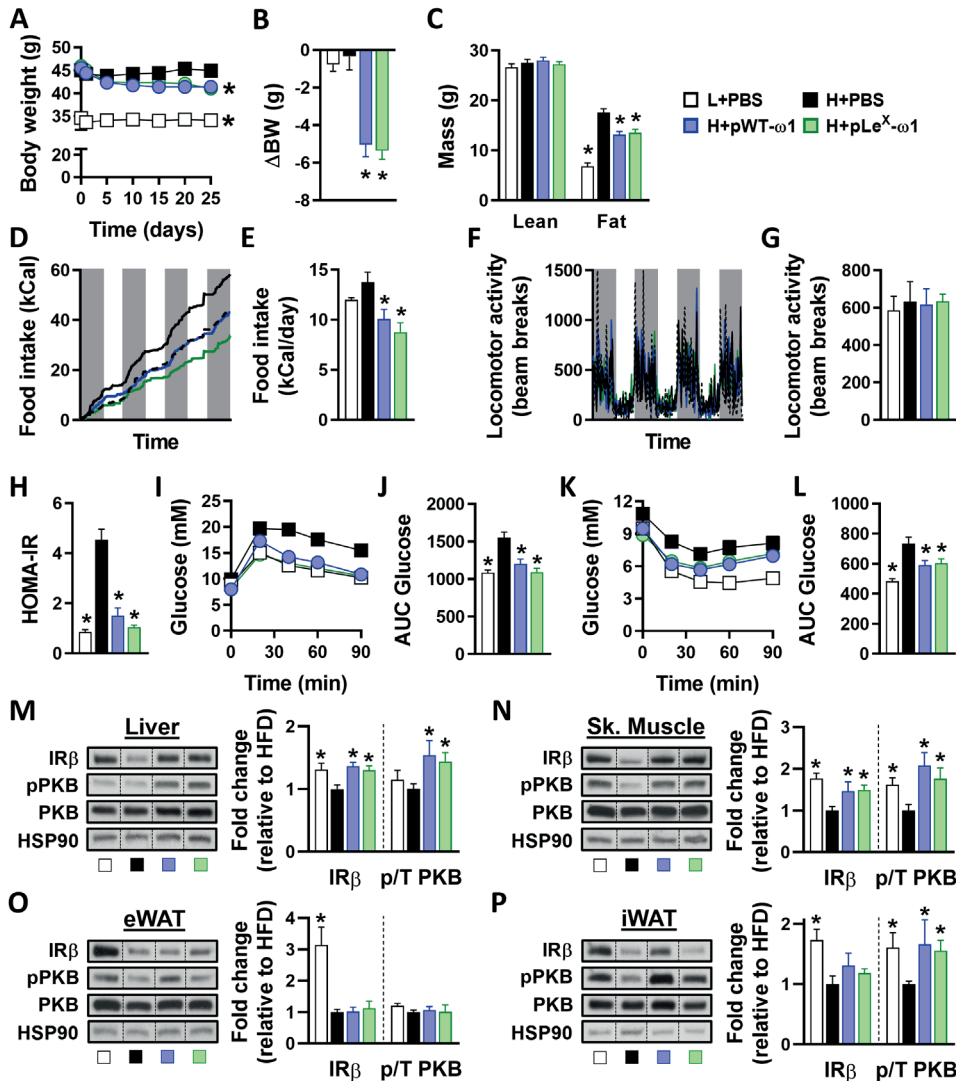 A
Body weight (g)
50
45
40
35
20
0
0 5 10 15 20 25
Time (days)
*
*
B
ΔBW (g)
0
-2
-4
-6
-8
* *
C
Mass (g)
30
20
10
0
* * *
Lean Fat
L+PBS H+PBS
H+pWT-ω1 H+pLeX-ω1
D
Food intake (kCal)
60
40
20
0
Time
E
Food intake
(kCal/day)
15
10
5
0
* *
F
Locomotor activity
(beam breaks)
1500
1000
500
0
Time
G
Locomotor activity
(beam breaks)
800
600
400
200
0
H
HOMA-IR
6
4
2
0
* * *
I
Glucose (mM)
25
20
15
10
5
0
0 30 60 90
Time (min)
J
AUC Glucose
2000
1500
1000
500
0
* * *
K
Glucose (mM)
12
9
6
3
0
0 30 60 90
Time (min)
L
AUC Glucose
1000
800
600
400
200
0
* * *
M
Liver
IRβ
pPKB
PKB
HSP90
Fold change
(relative to HFD)
2
1
0
* * * * *
IRβ p/T PKB
N
Sk. Muscle
IRβ
pPKB
PKB
HSP90
Fold change
(relative to HFD)
3
2
1
0
* * * * * *
IRβ p/T PKB
O
eWAT
IRβ
pPKB
PKB
HSP90
Fold change
(relative to HFD)
4
3
2
1
0
*
IRβ p/T PKB
P
iWAT
IRβ
pPKB
PKB
HSP90
Fold change
(relative to HFD)
2
1
0
* * * *
IRβ p/T PKB